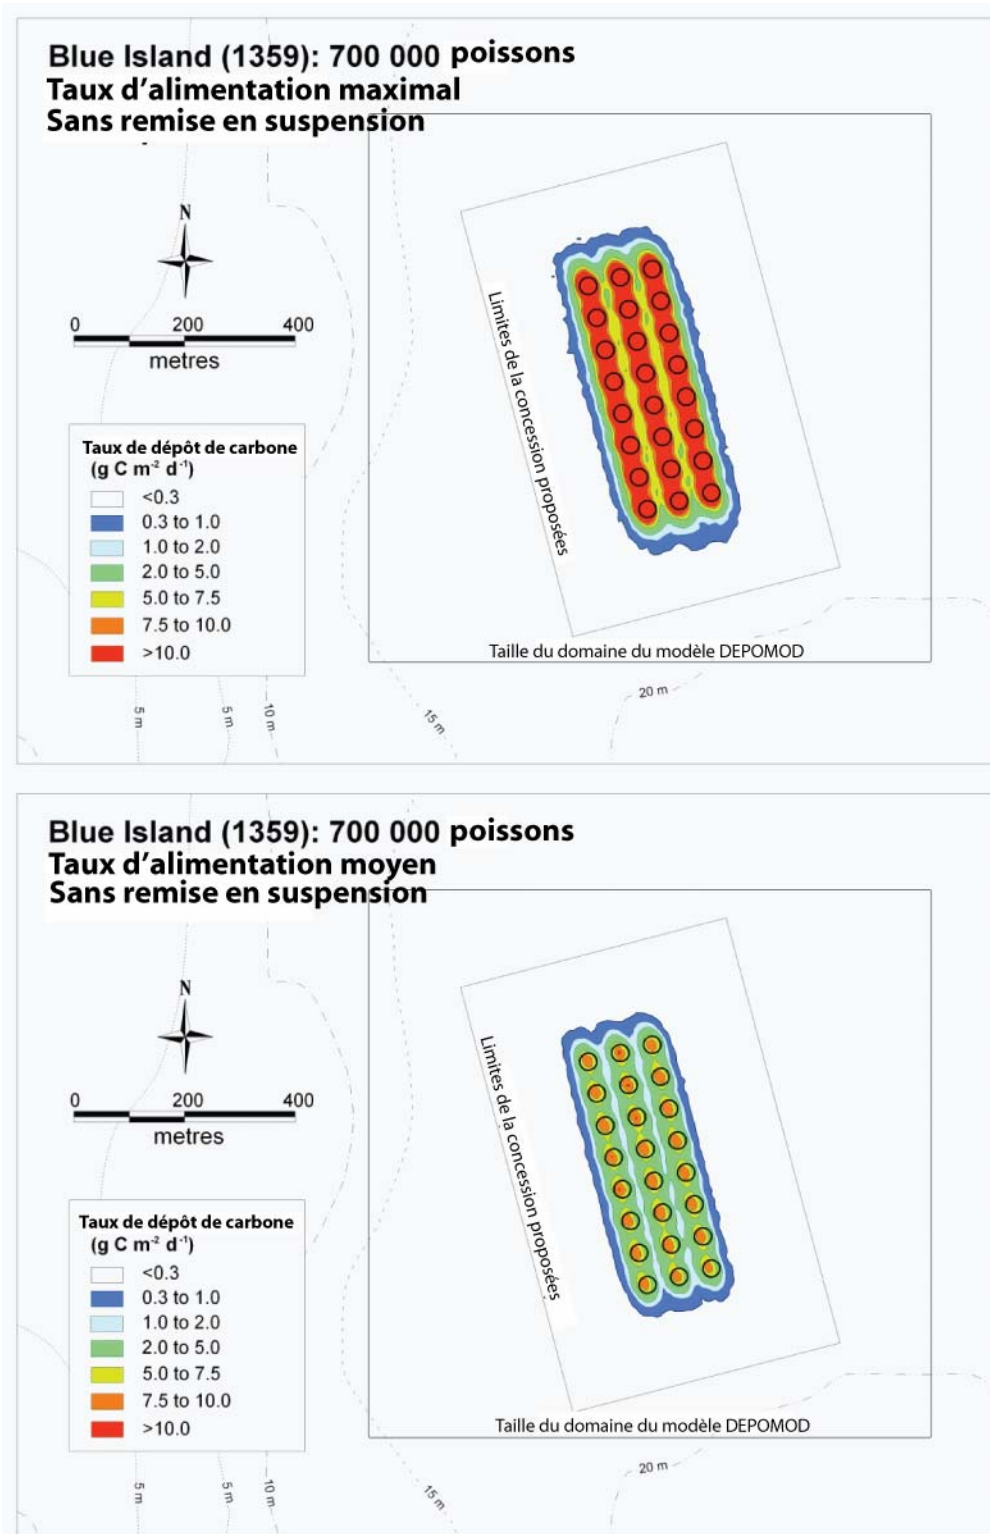 Blue Island (1359): 700 000 poissons
Taux d'alimentation maximal
Sans remise en suspension
N
0 200 400
metres
Limites de la concession proposées
Taux de dépôt de carbone
(g C m⁻² d⁻¹)
<0.3
0.3 to 1.0
1.0 to 2.0
2.0 to 5.0
5.0 to 7.5
7.5 to 10.0
>10.0
Taille du domaine du modèle DEPOMOD
20 m
5 m
5 m
10 m
15 m
Blue Island (1359): 700 000 poissons
Taux d'alimentation moyen
Sans remise en suspension
N
0 200 400
metres
Limites de la concession proposées
Taux de dépôt de carbone
(g C m⁻² d⁻¹)
<0.3
0.3 to 1.0
1.0 to 2.0
2.0 to 5.0
5.0 to 7.5
7.5 to 10.0
>10.0
Taille du domaine du modèle DEPOMOD
20 m
5 m
5 m
10 m
15 m